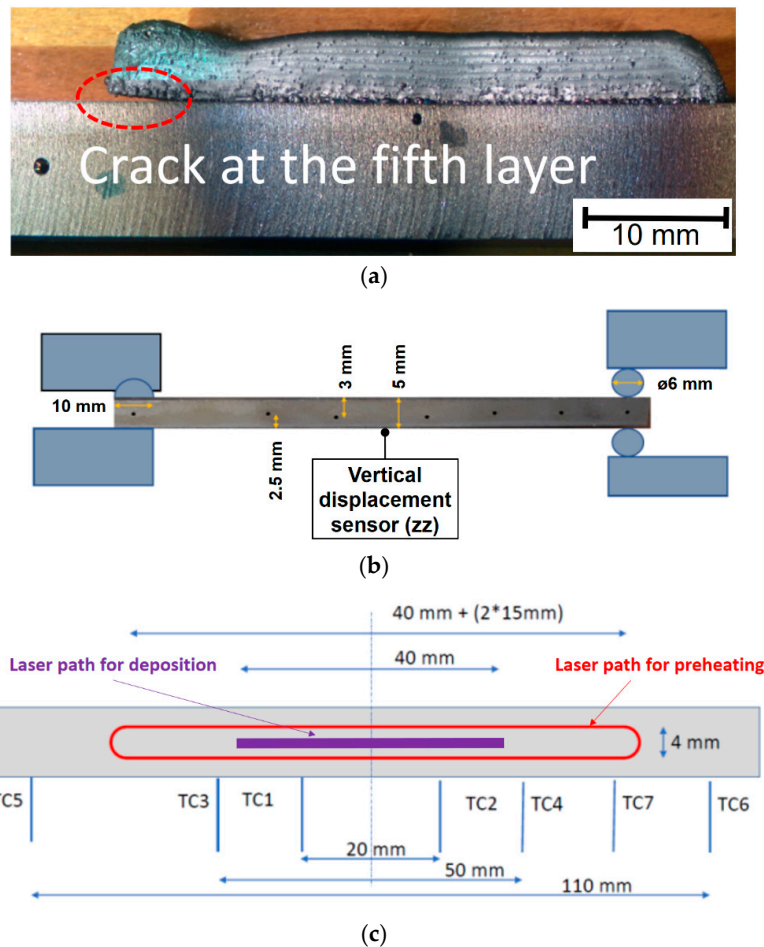 Crack at the fifth layer
10 mm
(a)
3 mm
5 mm
ø6 mm
10 mm
2.5 mm
Vertical
displacement
sensor (zz)
(b)
40 mm + (2*15mm)
Laser path for deposition
40 mm
Laser path for preheating
4 mm
TC3
TC1
TC2
TC4
TC7
TC6
20 mm
50 mm
110 mm
(c)